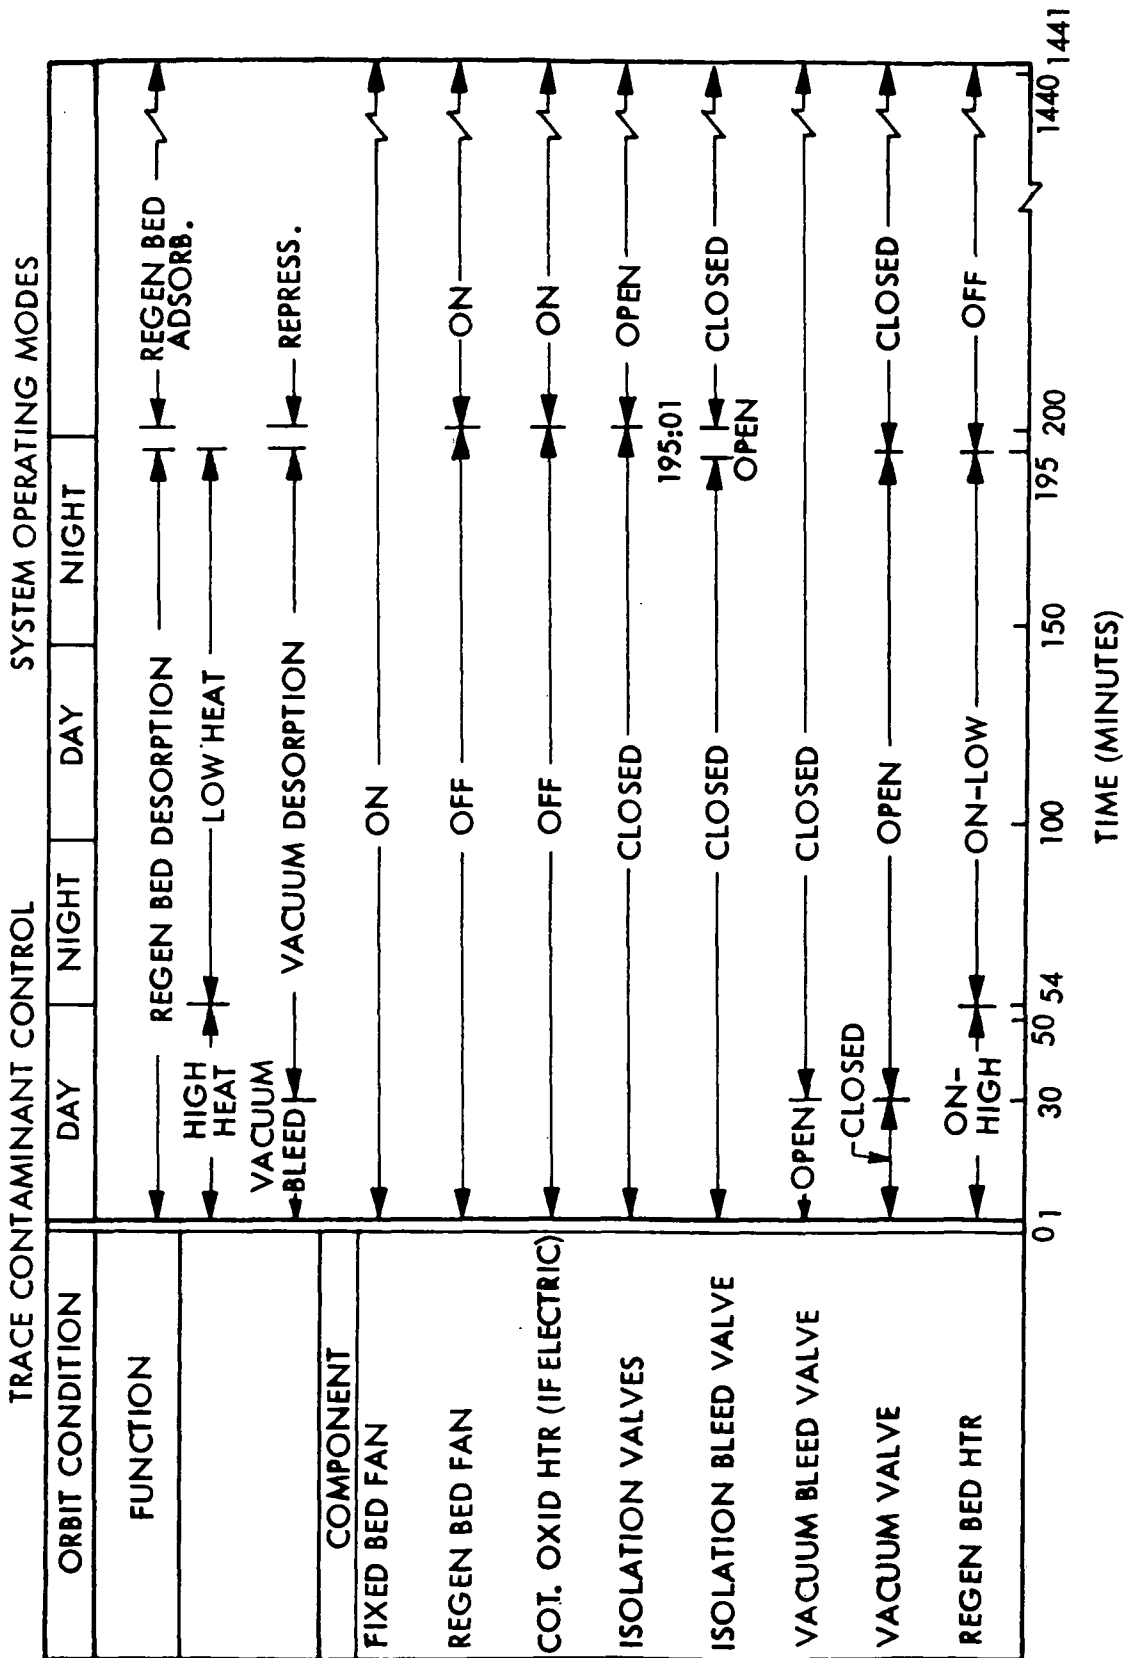 TRACE CONTAMINANT CONTROL SYSTEM OPERATING MODES
ORBIT CONDITION DAY NIGHT DAY NIGHT
FUNCTION REGEN BED DESORPTION REGEN BED
ADSORB.
HIGH
HEAT LOW HEAT
VACUUM
BLEED VACUUM DESORPTION REPRESS.
COMPONENT
FIXED BED FAN ON
REGEN BED FAN OFF ON
COT. OXID HTR (IF ELECTRIC) OFF ON
ISOLATION VALVES CLOSED OPEN
195:01
ISOLATION BLEED VALVE CLOSED OPEN CLOSED
VACUUM BLEED VALVE OPEN CLOSED
VACUUM VALVE CLOSED OPEN CLOSED
REGEN BED HTR ON-
HIGH ON-LOW OFF
0 1 30 50 54 100 150 195 200 1440 1441
TIME (MINUTES)